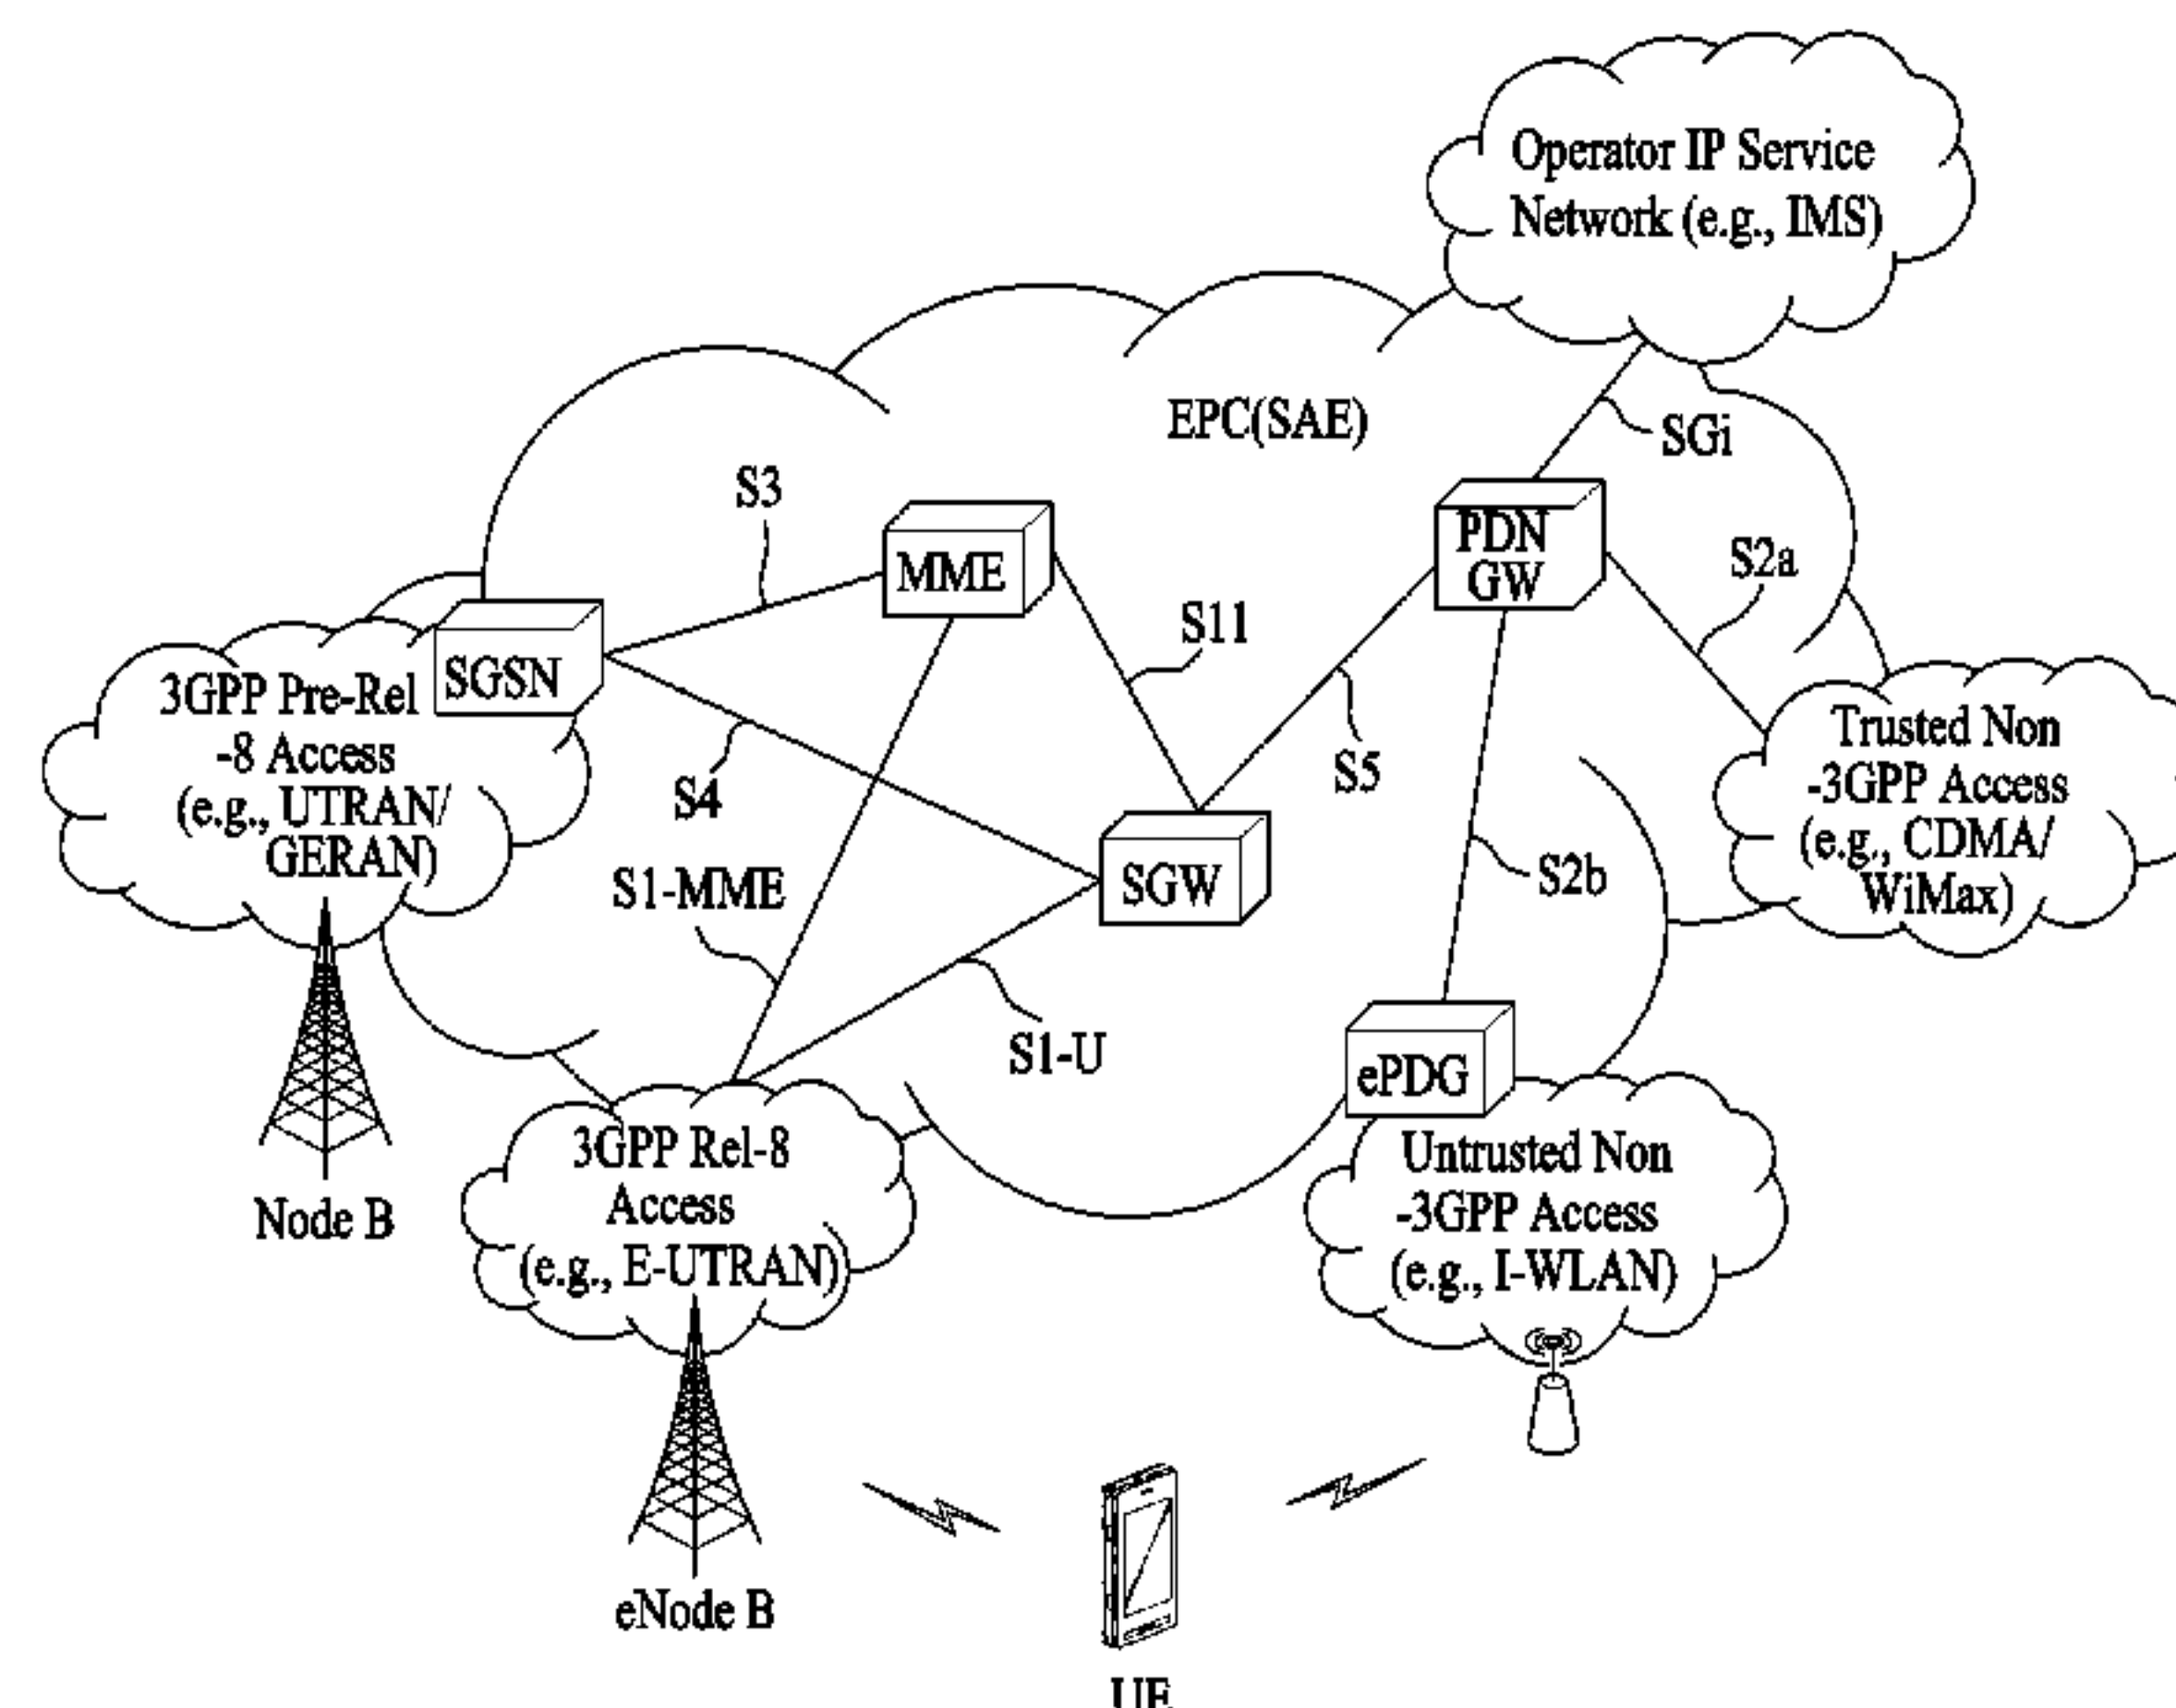 Operator IP Service
Network (e.g., IMS)
EPC(SAE)
SGi
S3
MME
PDN
GW
S2a
S11
SGSN
3GPP Pre-Rel
-8 Access
(e.g., UTRAN/
GERAN)
S4
S5
Trusted Non
-3GPP Access
(e.g., CDMA/
WiMax)
S1-MME
SGW
S2b
S1-U
ePDG
Node B
3GPP Rel-8
Access
(e.g., E-UTRAN)
Untrusted Non
-3GPP Access
(e.g., I-WLAN)
eNode B
UE